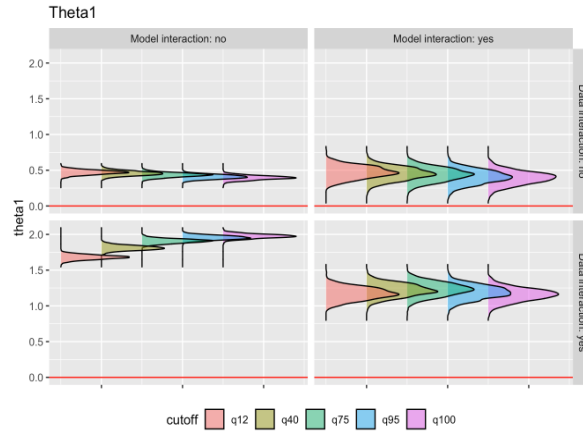 Theta1
Model interaction: no
Model interaction: yes
2.0
1.5
1.0
0.5
0.0
Data interaction: no
theta1
2.0
1.5
1.0
0.5
0.0
Data interaction: yes
cutoff
q12
q40
q75
q95
q100